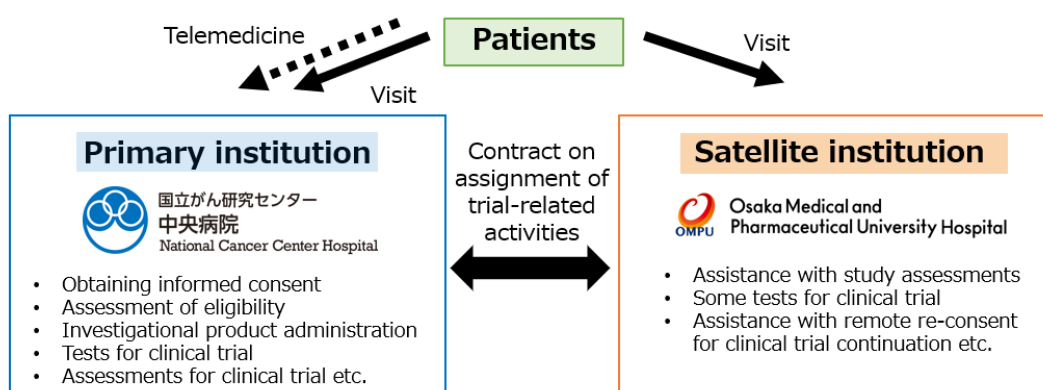 Telemedicine
Patients
Visit
Visit
Primary institution
国立がん研究センター
中央病院
National Cancer Center Hospital
• Obtaining informed consent
• Assessment of eligibility
• Investigational product administration
• Tests for clinical trial
• Assessments for clinical trial etc.
Contract on
assignment of
trial-related
activities
Satellite institution
OMPU
Osaka Medical and
Pharmaceutical University Hospital
• Assistance with study assessments
• Some tests for clinical trial
• Assistance with remote re-consent
for clinical trial continuation etc.